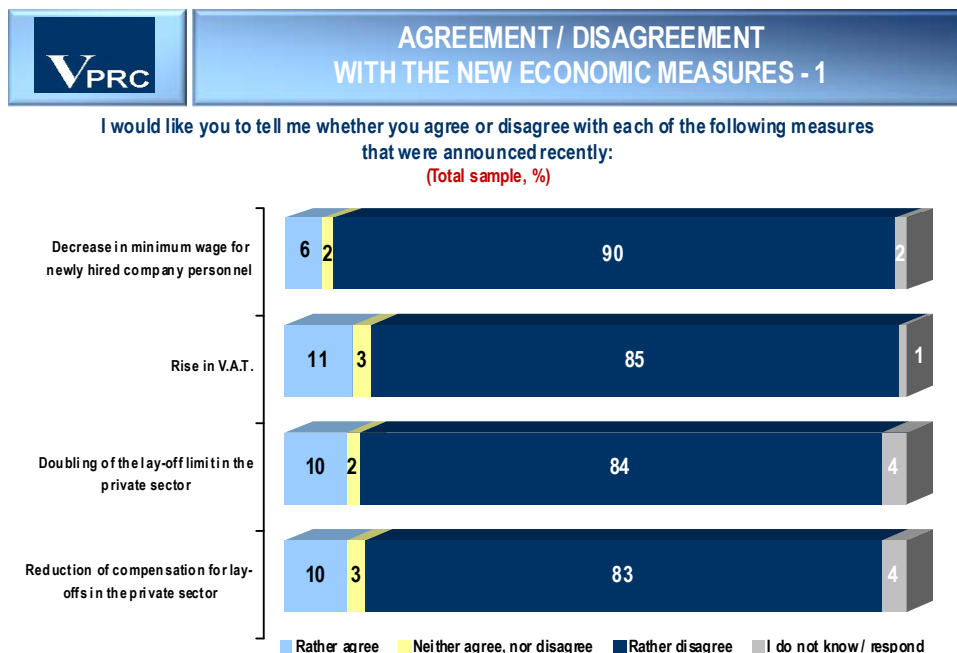 VPRC
AGREEMENT / DISAGREEMENT
WITH THE NEW ECONOMIC MEASURES - 1
I would like you to tell me whether you agree or disagree with each of the following measures
that were announced recently:
(Total sample, %)
Decrease in minimum wage for
newly hired company personnel
6 2 90 2
Rise in V.A.T.
11 3 85 1
Doubling of the lay-off limit in the
private sector
10 2 84 4
Reduction of compensation for lay-
offs in the private sector
10 3 83 4
Rather agree Neither agree, nor disagree Rather disagree I do not know / respond